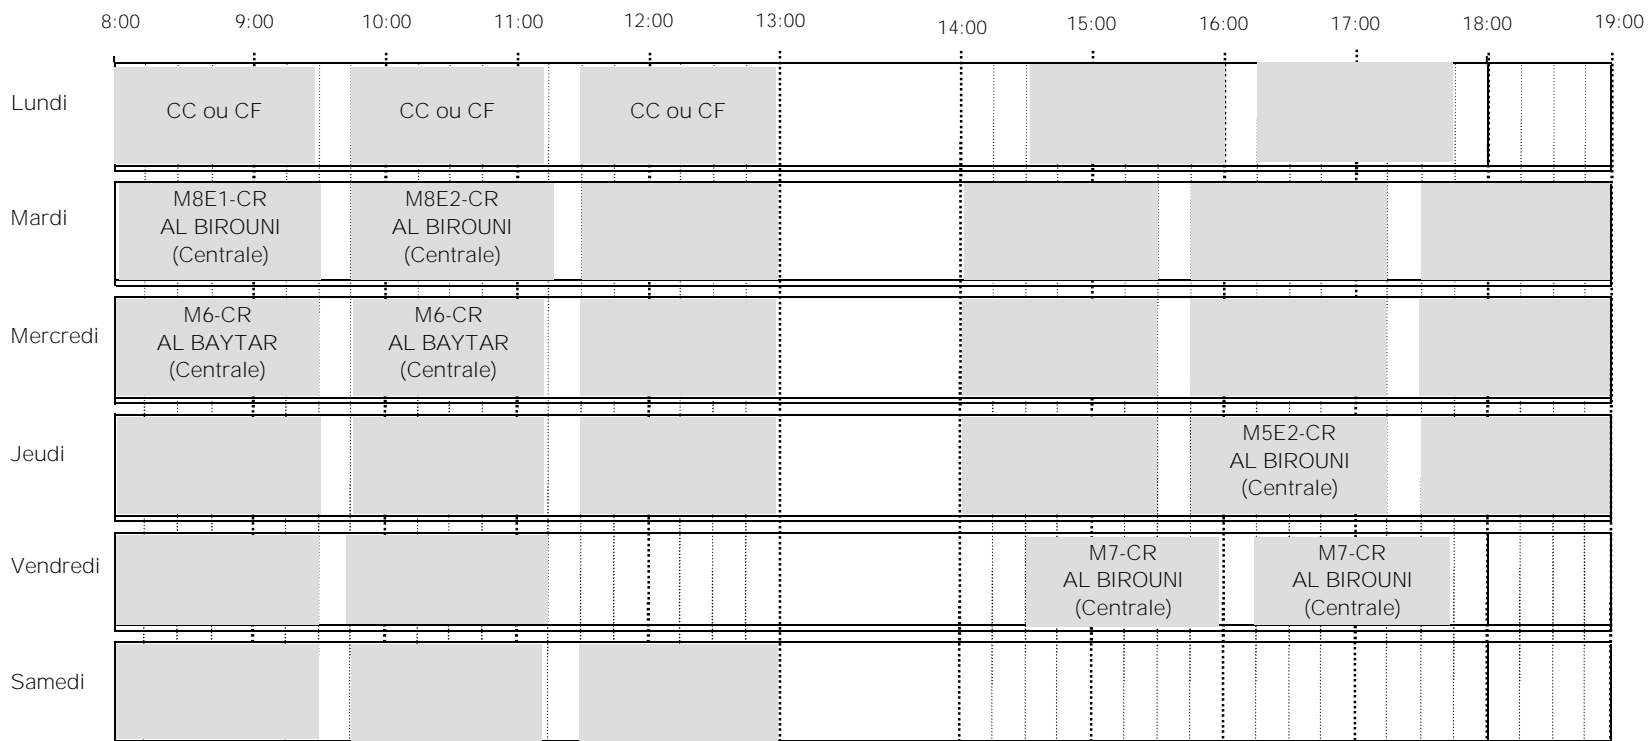 8:00 9:00 10:00 11:00 12:00 13:00 14:00 15:00 16:00 17:00 18:00 19:00
Lundi
CC ou CF
CC ou CF
CC ou CF
Mardi
M8E1-CR
AL BIROUNI
(Centrale)
M8E2-CR
AL BIROUNI
(Centrale)
Mercredi
M6-CR
AL BAYTAR
(Centrale)
M6-CR
AL BAYTAR
(Centrale)
Jeudi
M5E2-CR
AL BIROUNI
(Centrale)
Vendredi
M7-CR
AL BIROUNI
(Centrale)
M7-CR
AL BIROUNI
(Centrale)
Samedi